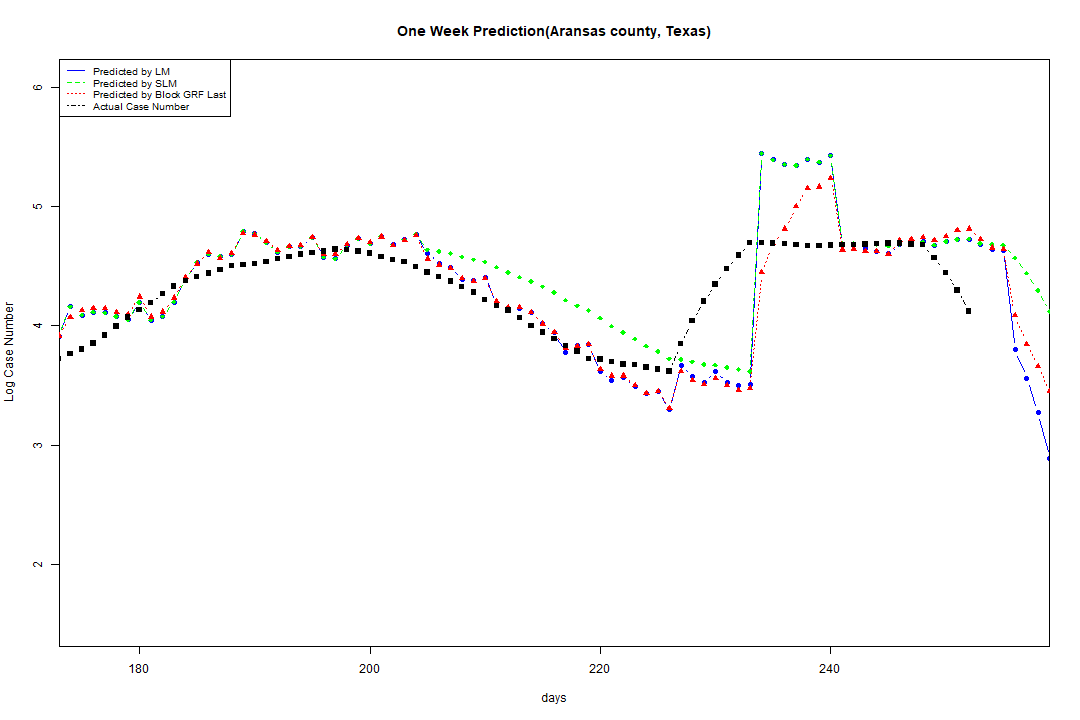 One Week Prediction(Aransas county, Texas)
Predicted by LM
Predicted by SLM
Predicted by Block GRF Last
Actual Case Number
6
5
4
3
2
Log Case Number
180 200 220 240
days